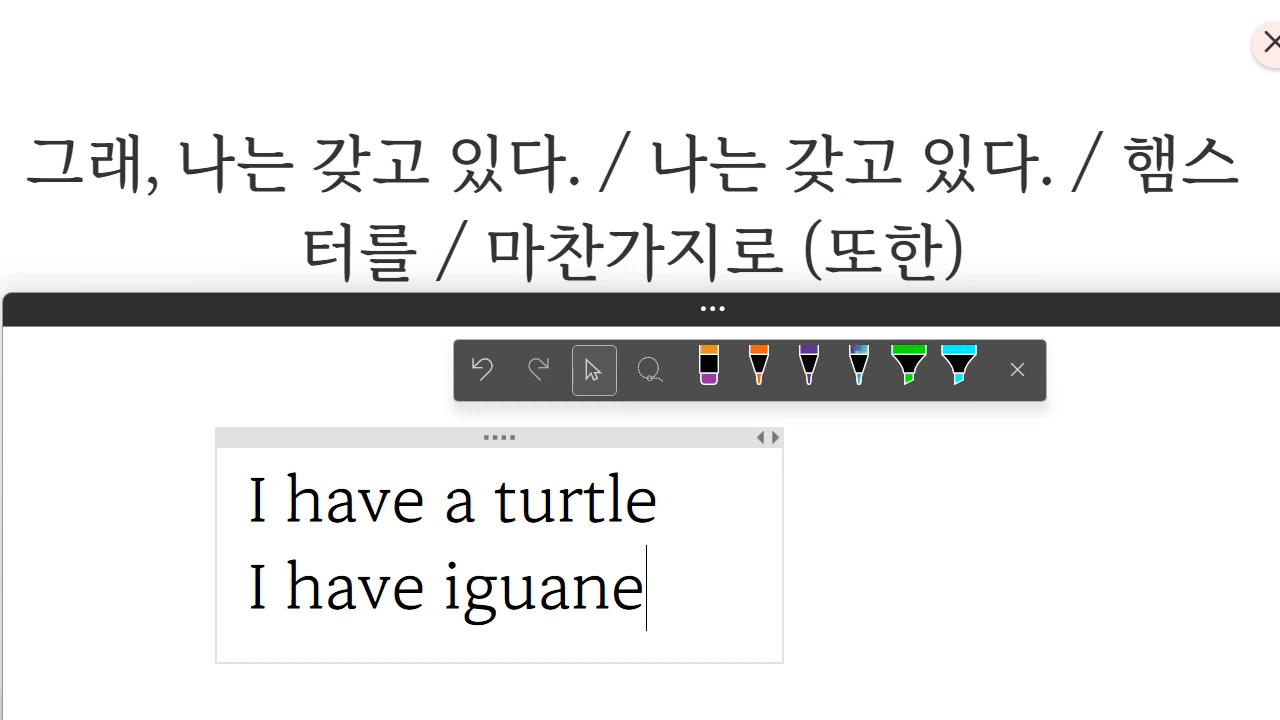 그래, 나는 갖고 있다. / 나는 갖고 있다. / 햄스
터를 / 마찬가지로 (또한)
I have a turtle
I have iguane